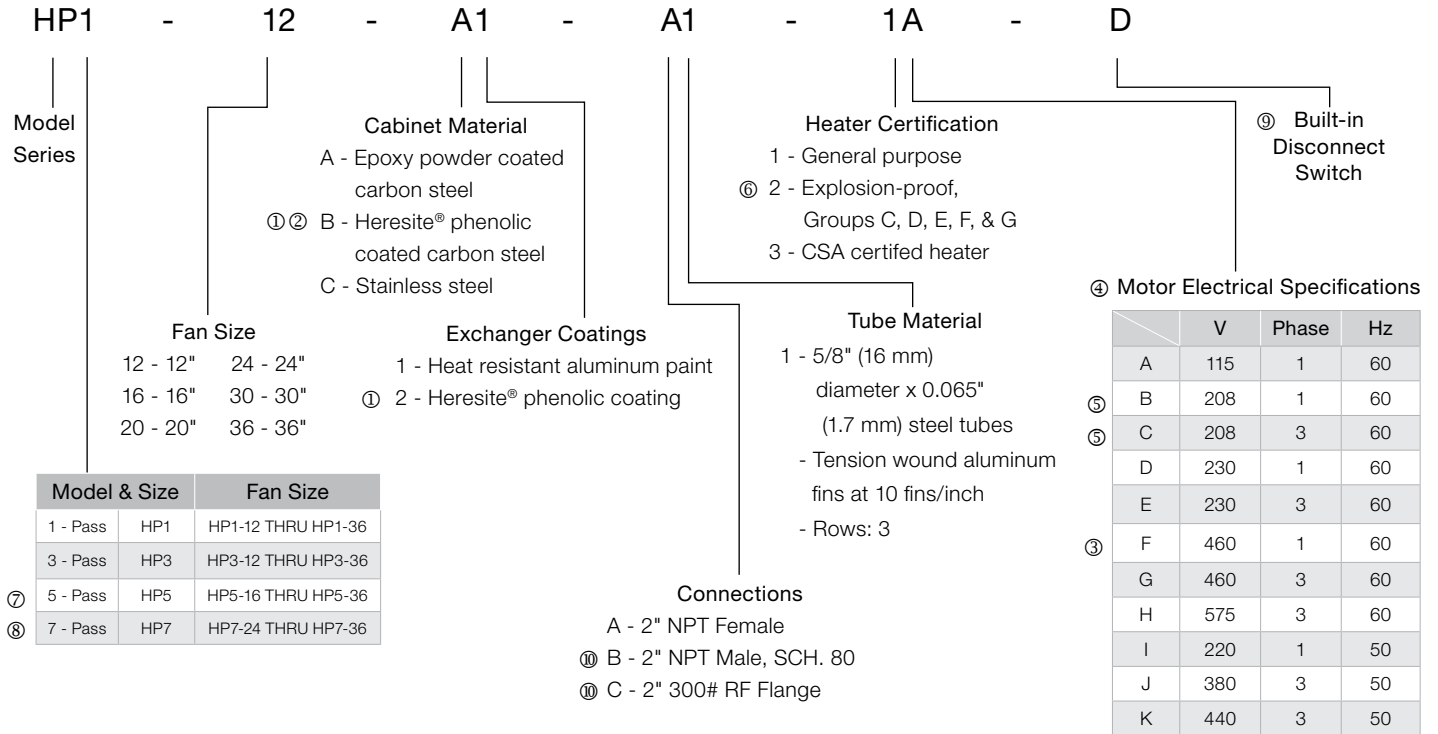 HP1 - 12 - A1 - A1 - 1A - D
Model
Series
Fan Size
12 - 12" 24 - 24"
16 - 16" 30 - 30"
20 - 20" 36 - 36"
Model & Size Fan Size
1 - Pass HP1 HP1-12 THRU HP1-36
3 - Pass HP3 HP3-12 THRU HP3-36
⑦ 5 - Pass HP5 HP5-16 THRU HP5-36
⑧ 7 - Pass HP7 HP7-24 THRU HP7-36
Cabinet Material
A - Epoxy powder coated
carbon steel
①② B - Heresite® phenolic
coated carbon steel
C - Stainless steel
Exchanger Coatings
1 - Heat resistant aluminum paint
① 2 - Heresite® phenolic coating
Connections
A - 2" NPT Female
⑩ B - 2" NPT Male, SCH. 80
⑩ C - 2" 300# RF Flange
Tube Material
1 - 5/8" (16 mm)
diameter x 0.065"
(1.7 mm) steel tubes
- Tension wound aluminum
fins at 10 fins/inch
- Rows: 3
Heater Certification
1 - General purpose
⑥ 2 - Explosion-proof,
Groups C, D, E, F, & G
3 - CSA certifed heater
④ Motor Electrical Specifications
V Phase Hz
A 115 1 60
⑤ B 208 1 60
⑤ C 208 3 60
D 230 1 60
E 230 3 60
③ F 460 1 60
G 460 3 60
H 575 3 60
I 220 1 50
J 380 3 50
K 440 3 50
⑨ Built-in
Disconnect
Switch